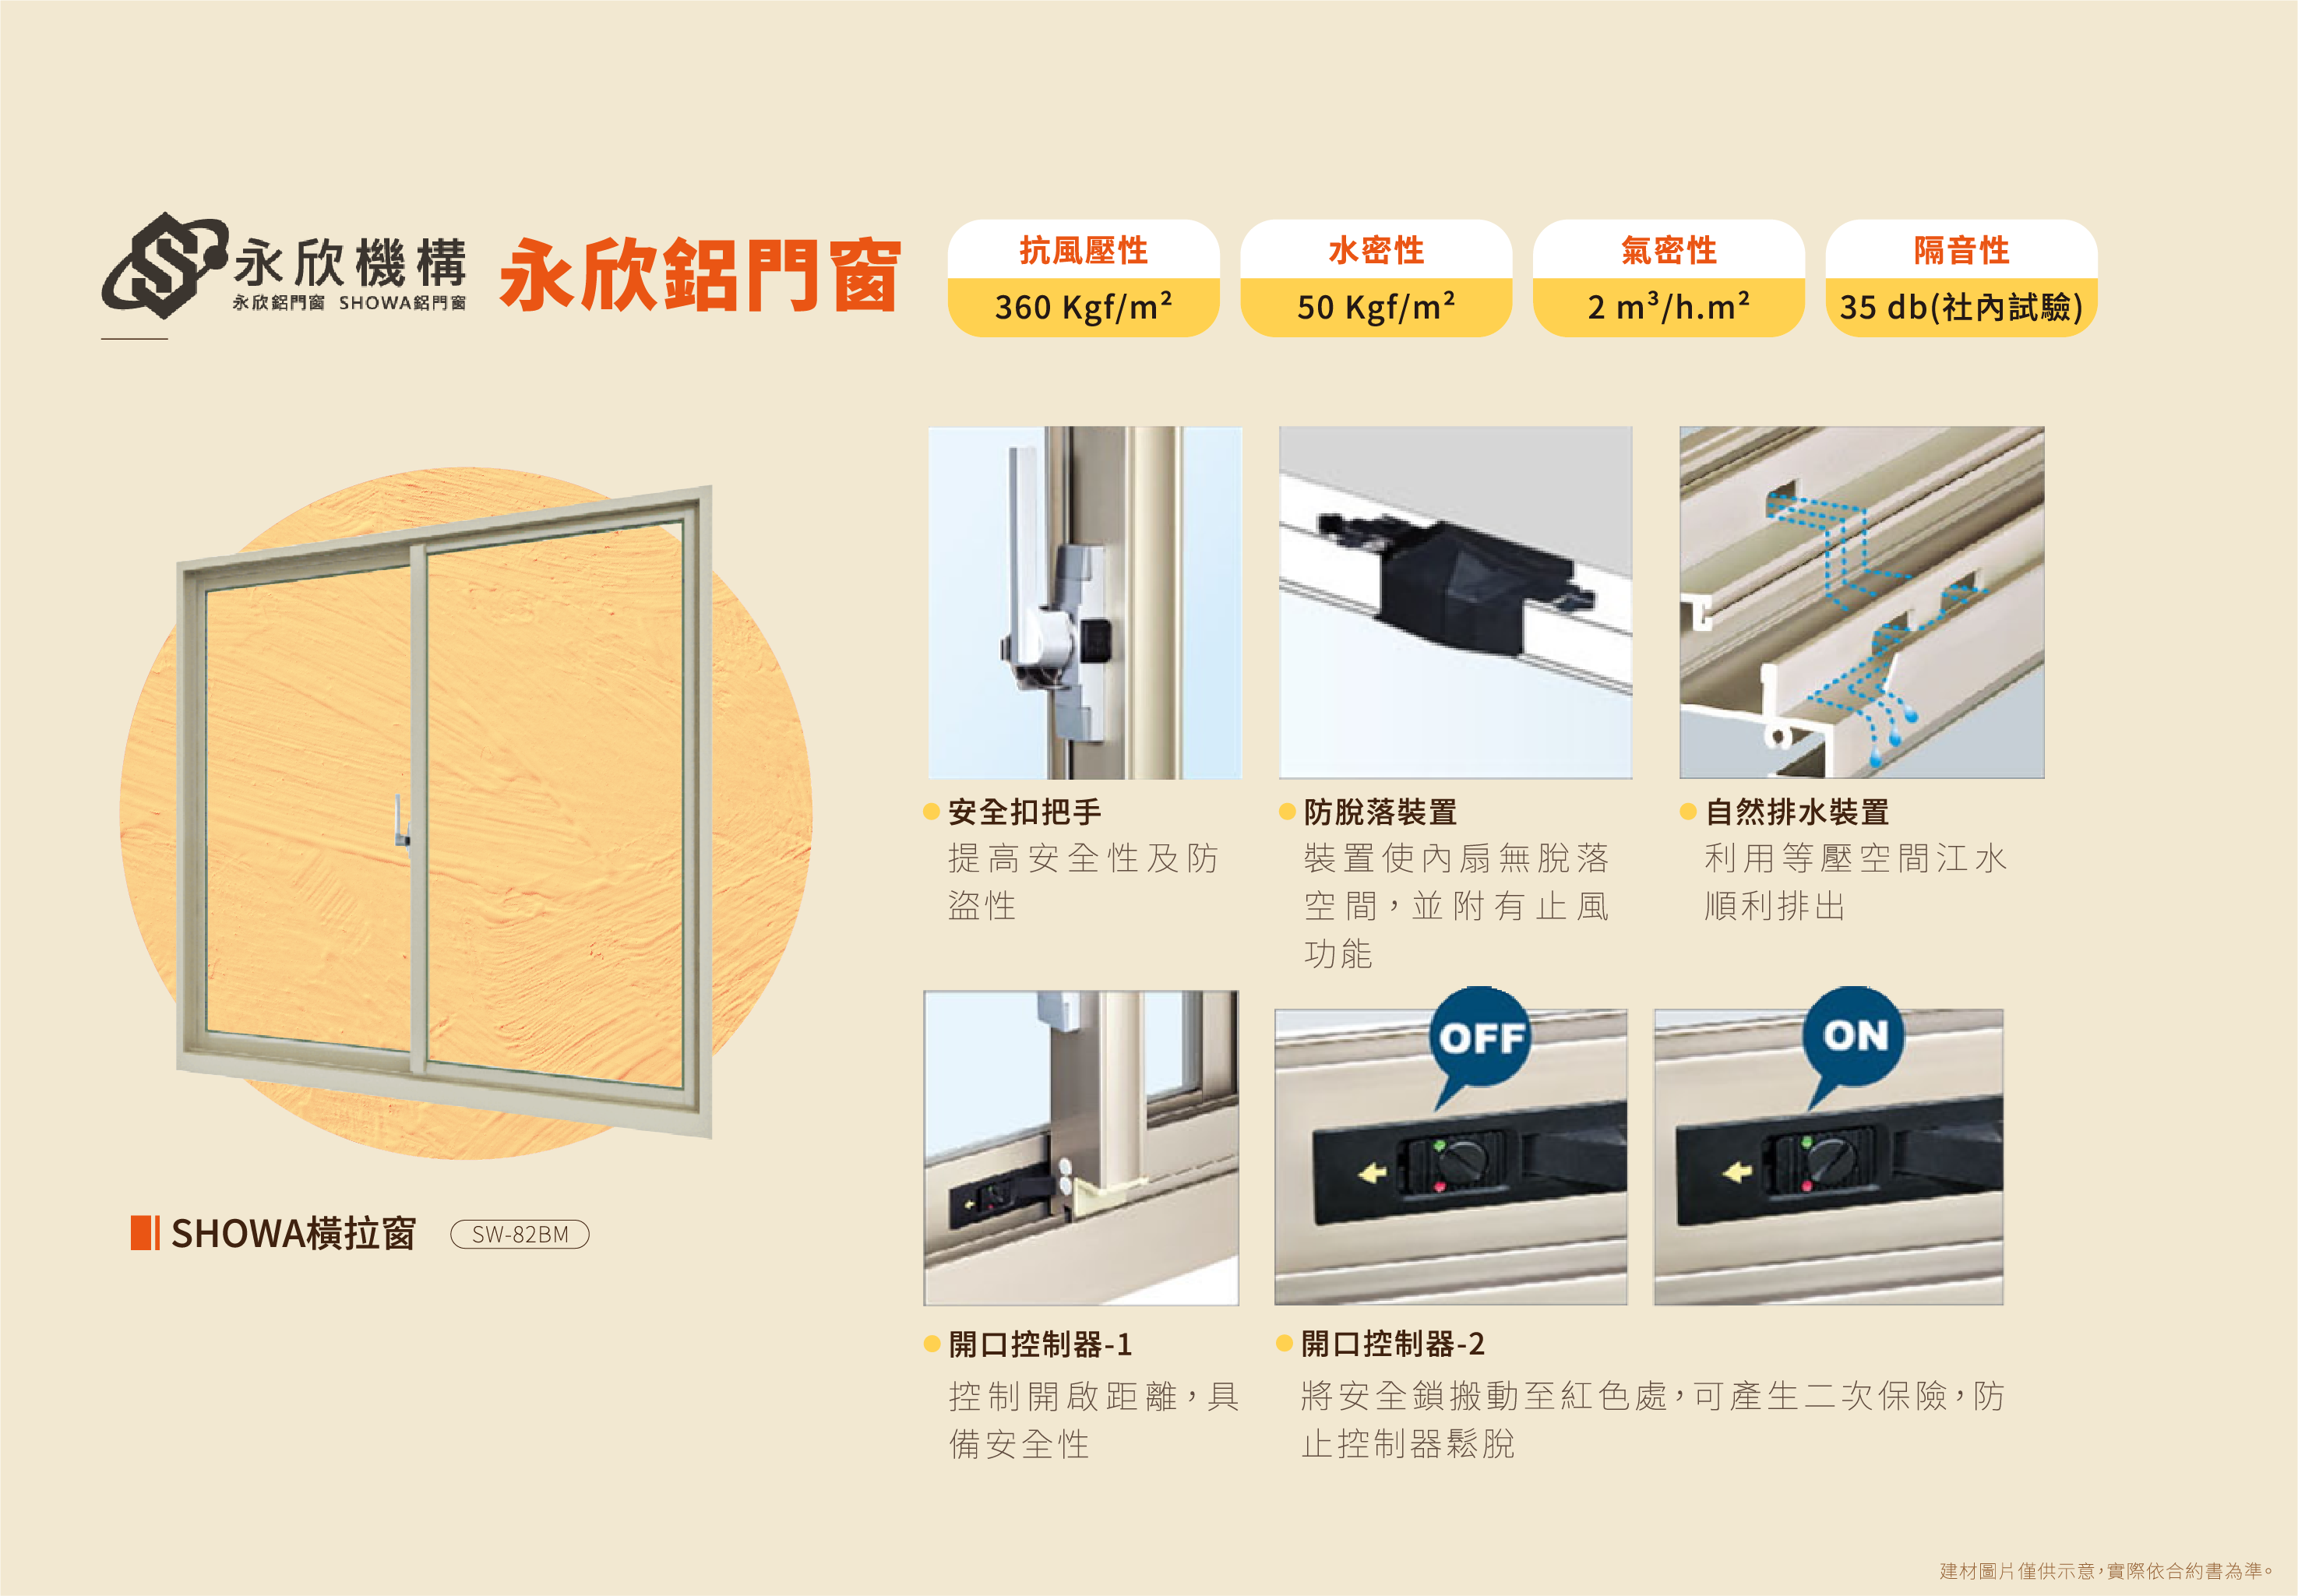 永欣機構
永欣鋁門窗 SHOWA鋁門窗
永欣鋁門窗
抗風壓性
360 Kgf/m²
水密性
50 Kgf/m²
氣密性
2 m³/h.m²
隔音性
35 db(社內試驗)
安全扣把手
提高安全性及防
盜性
防脫落裝置
裝置使內扇無脫落
空間，並附有止風
功能
自然排水裝置
利用等壓空間江水
順利排出
SHOWA橫拉窗
SW-82BM
開口控制器-1
控制開啟距離，具
備安全性
OFF
ON
開口控制器-2
將安全鎖搬動至紅色處，可產生二次保險，防
止控制器鬆脫
建材圖片僅供示意，實際依合約書為準。